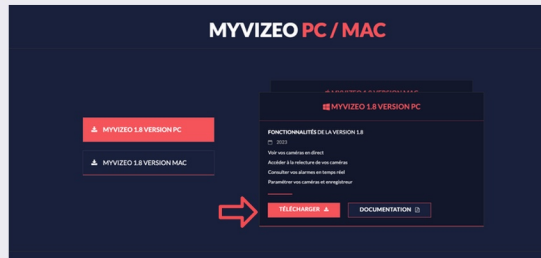 MYVIZEO PC / MAC
MYVIZEO 1.8 VERSION PC
MYVIZEO 1.8 VERSION MAC
MYVIZEO 1.8 VERSION PC
FONCTIONNALITÉS DE LA VERSION 1.8
2023
Voir vos caméras en direct
Accéder à la relecture de vos caméras
Consulter vos alarmes en temps réel
Paramétrer vos caméras et enregistreur
TÉLÉCHARGER
DOCUMENTATION